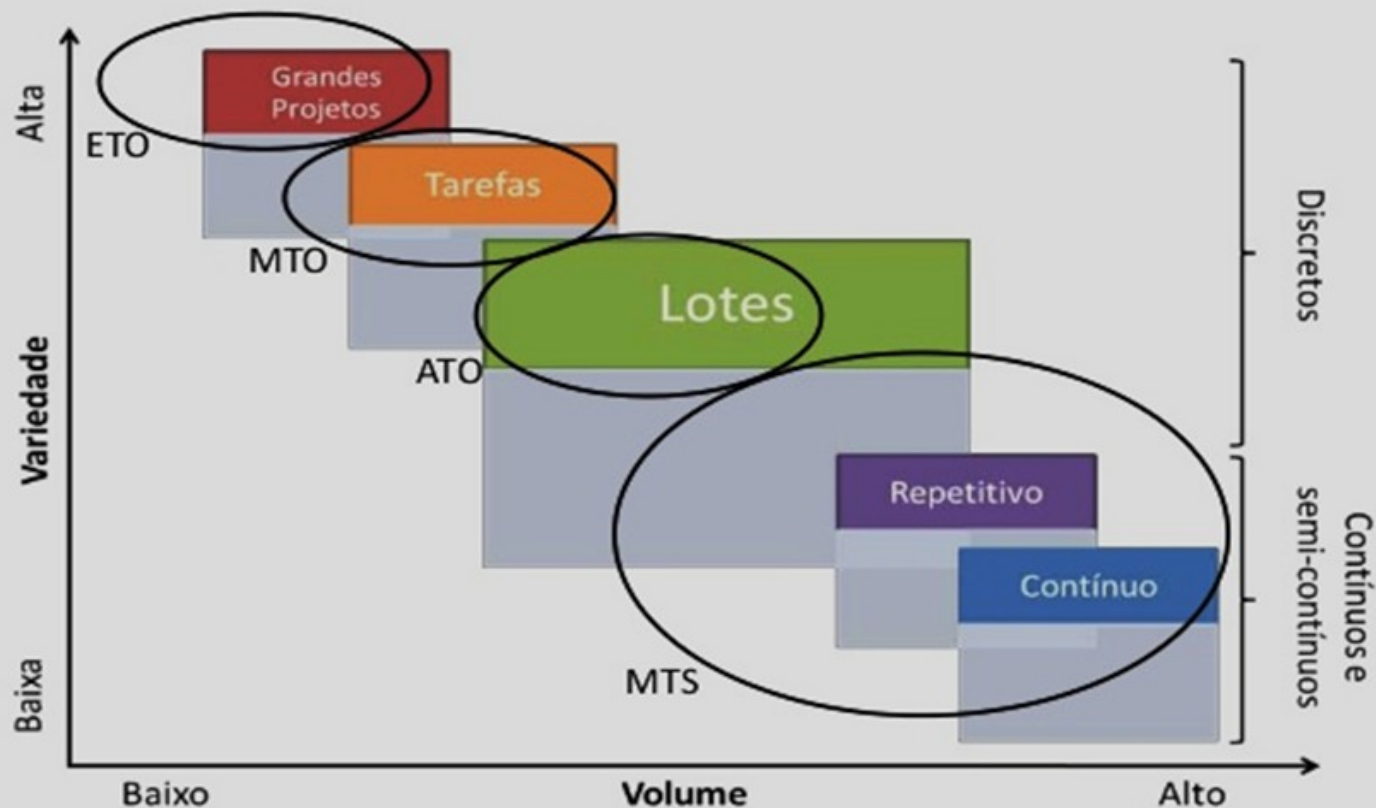 Alta
Grandes
Projetos
ETO
Tarefas
MTO
Lotes
ATO
Discretos
Variedade
Repetitivo
Contínuo
Contínuos e
semi-contínuos
MTS
Baixa
Baixo
Volume
Alto